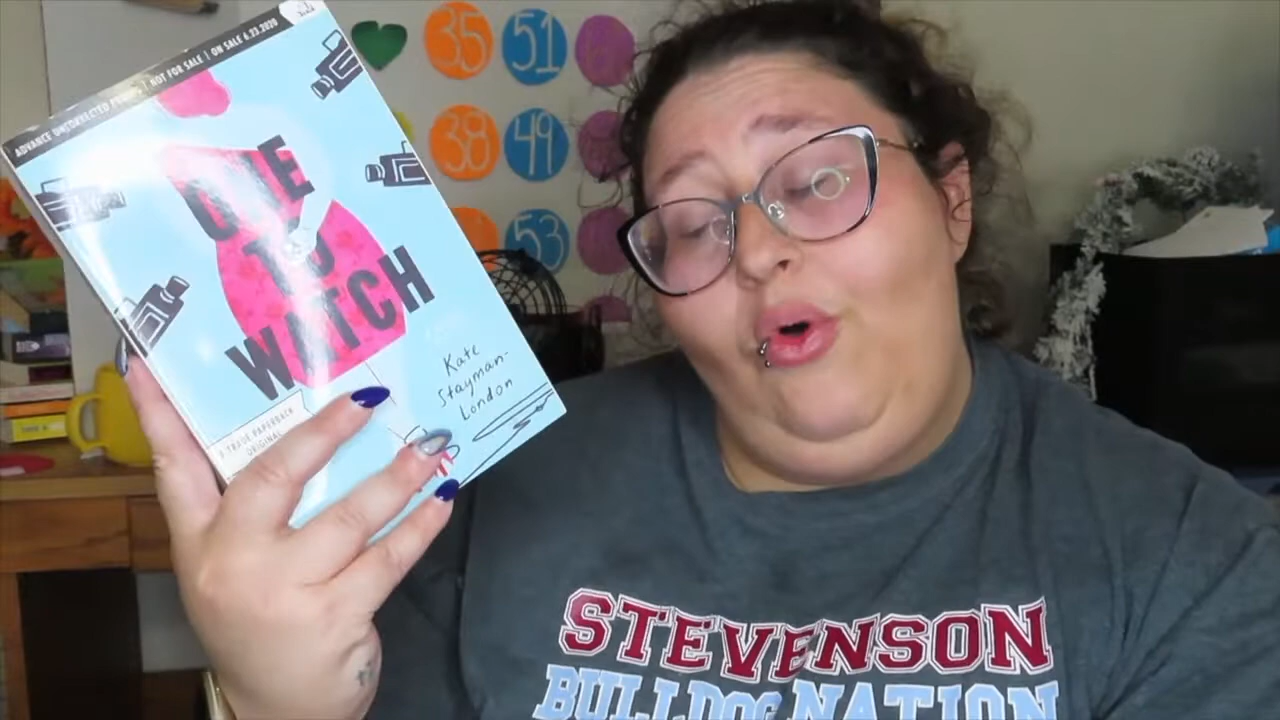 ADVANCE UNCORRECTED PROOFS | NOT FOR SALE | ON SALE 6.23.2020
ONE
TO
WATCH
Kate
Stayman-
London
A TRADE PAPERBACK
ORIGINAL
35
51
38
49
53
STEVENSON
BULLDOG NATION